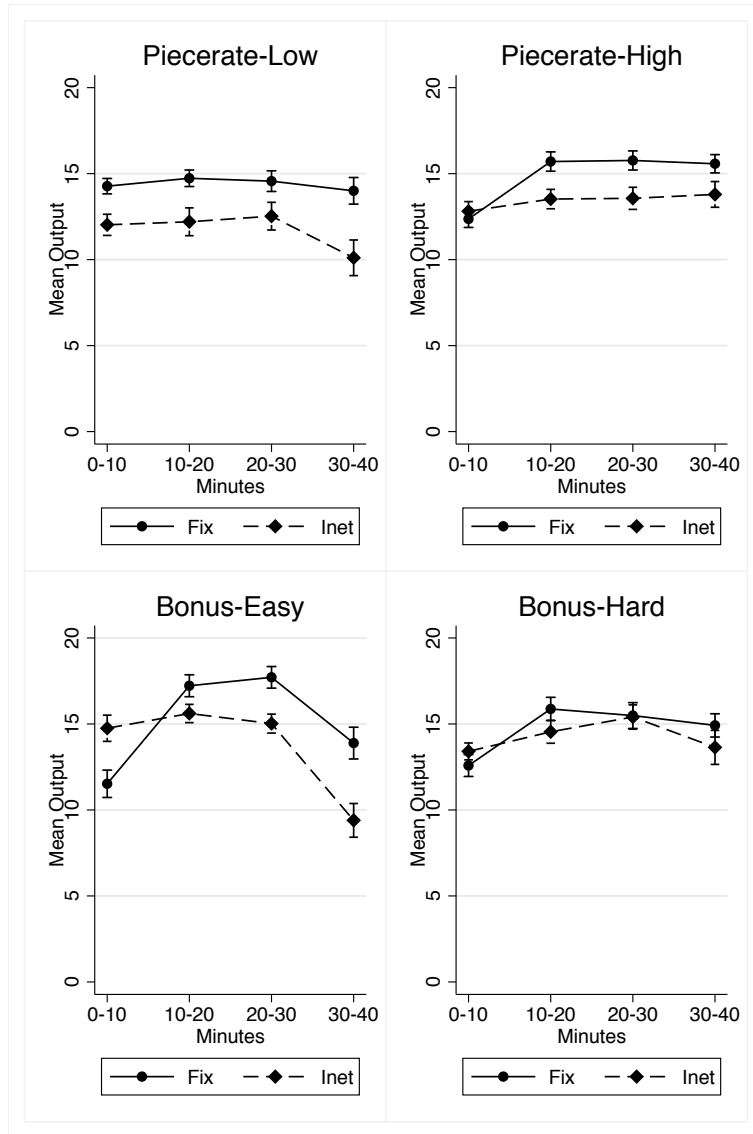 Piecerate-Low
20
15
10
5
0
Mean Output
0-10 10-20 20-30 30-40
Minutes
Fix Inet
Piecerate-High
20
15
10
5
0
Mean Output
0-10 10-20 20-30 30-40
Minutes
Fix Inet
Bonus-Easy
20
15
10
5
0
Mean Output
0-10 10-20 20-30 30-40
Minutes
Fix Inet
Bonus-Hard
20
15
10
5
0
Mean Output
0-10 10-20 20-30 30-40
Minutes
Fix Inet